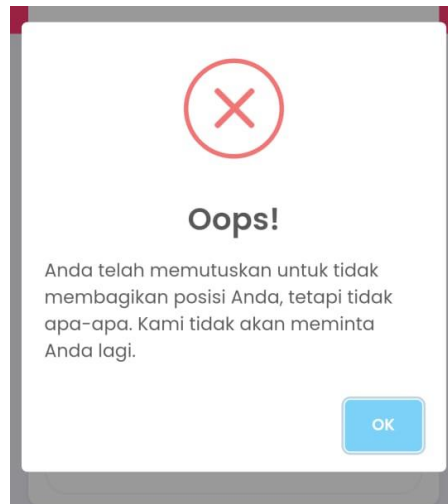 Oops!
Anda telah memutuskan untuk tidak
membagikan posisi Anda, tetapi tidak
apa-apa. Kami tidak akan meminta
Anda lagi.
OK